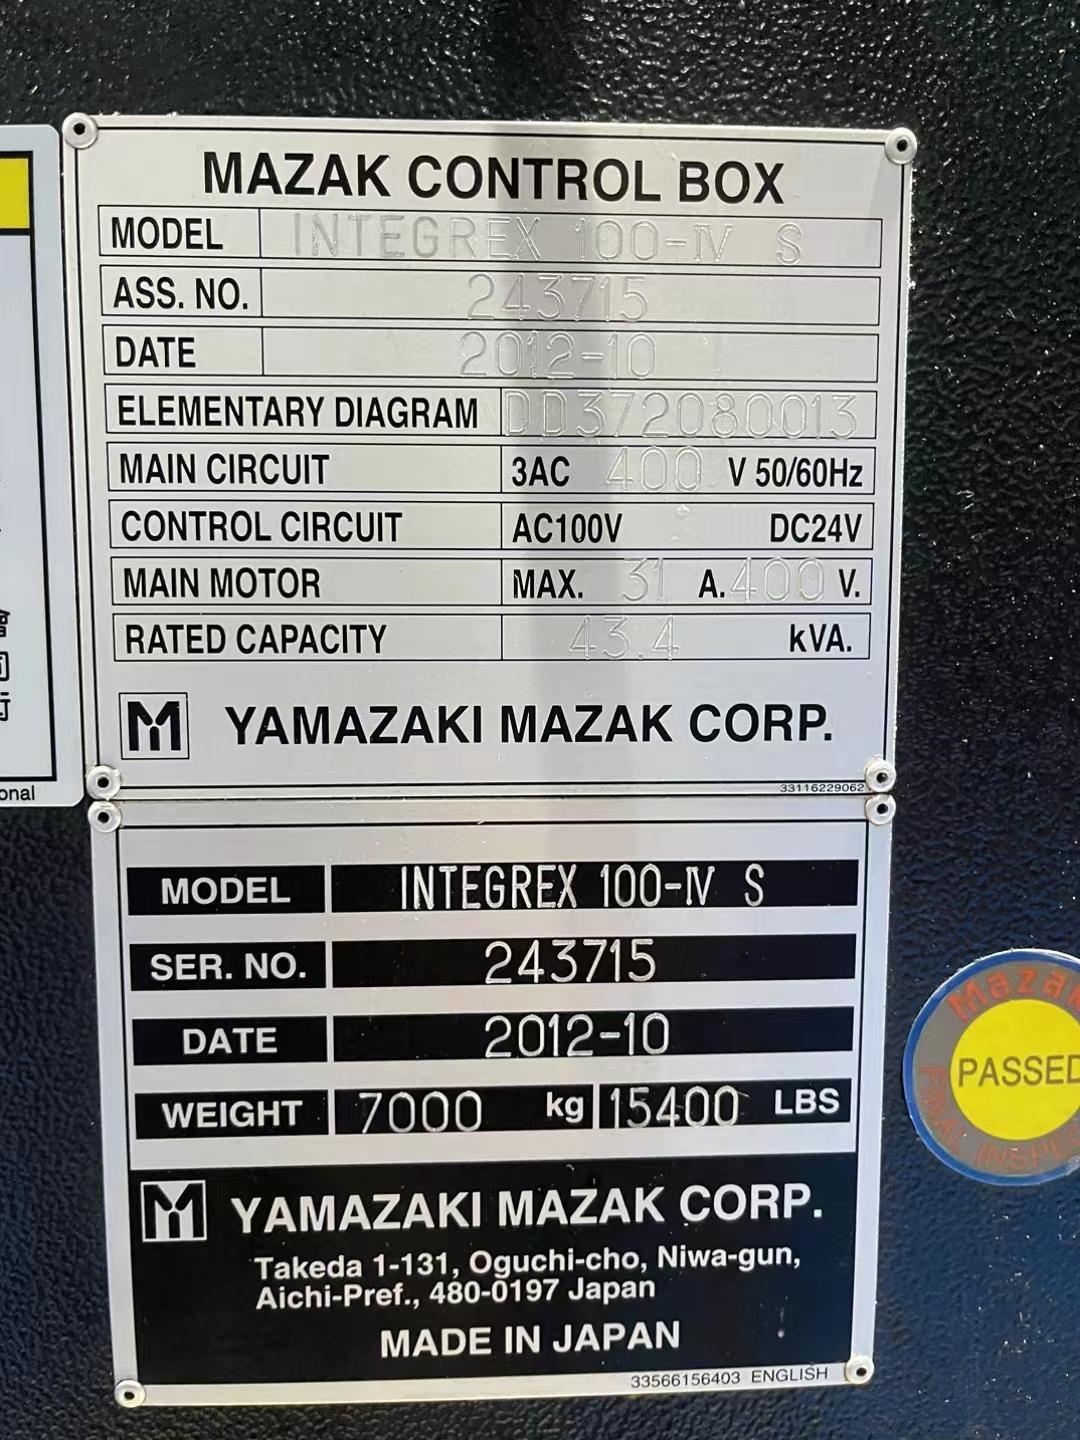 MAZAK CONTROL BOX
MODEL INTEGREX 100-IV S
ASS. NO. 243715
DATE 2012-10
ELEMENTARY DIAGRAM DD372080013
MAIN CIRCUIT 3AC 400 V 50/60Hz
CONTROL CIRCUIT AC100V DC24V
MAIN MOTOR MAX. 31 A. 400 V.
RATED CAPACITY 43.4 kVA.
YAMAZAKI MAZAK CORP.
33116229062
onal
MODEL INTEGREX 100-IV S
SER. NO. 243715
DATE 2012-10
WEIGHT 7000 kg 15400 LBS
YAMAZAKI MAZAK CORP.
Takeda 1-131, Oguchi-cho, Niwa-gun,
Aichi-Pref., 480-0197 Japan
MADE IN JAPAN
33566156403 ENGLISH
Mazak
PASSED
FINAL INSPEC